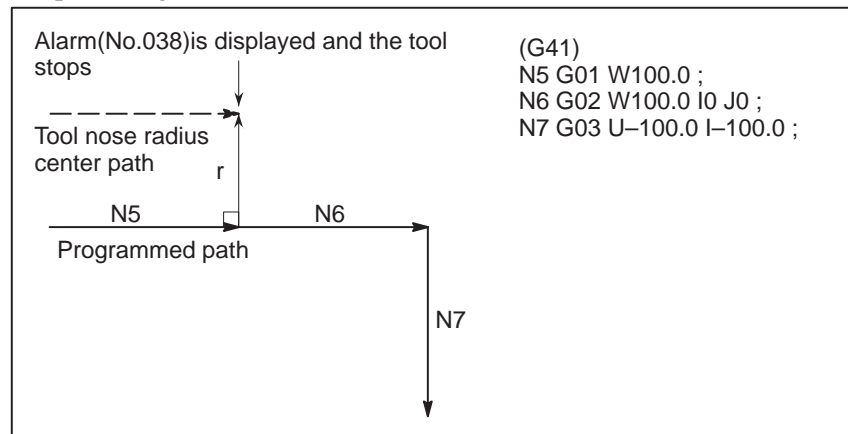 Alarm(No.038)is displayed and the tool
stops
(G41)
N5 G01 W100.0 ;
N6 G02 W100.0 I0 J0 ;
N7 G03 U–100.0 I–100.0 ;
Tool nose radius
center path
r
N5
N6
Programmed path
N7